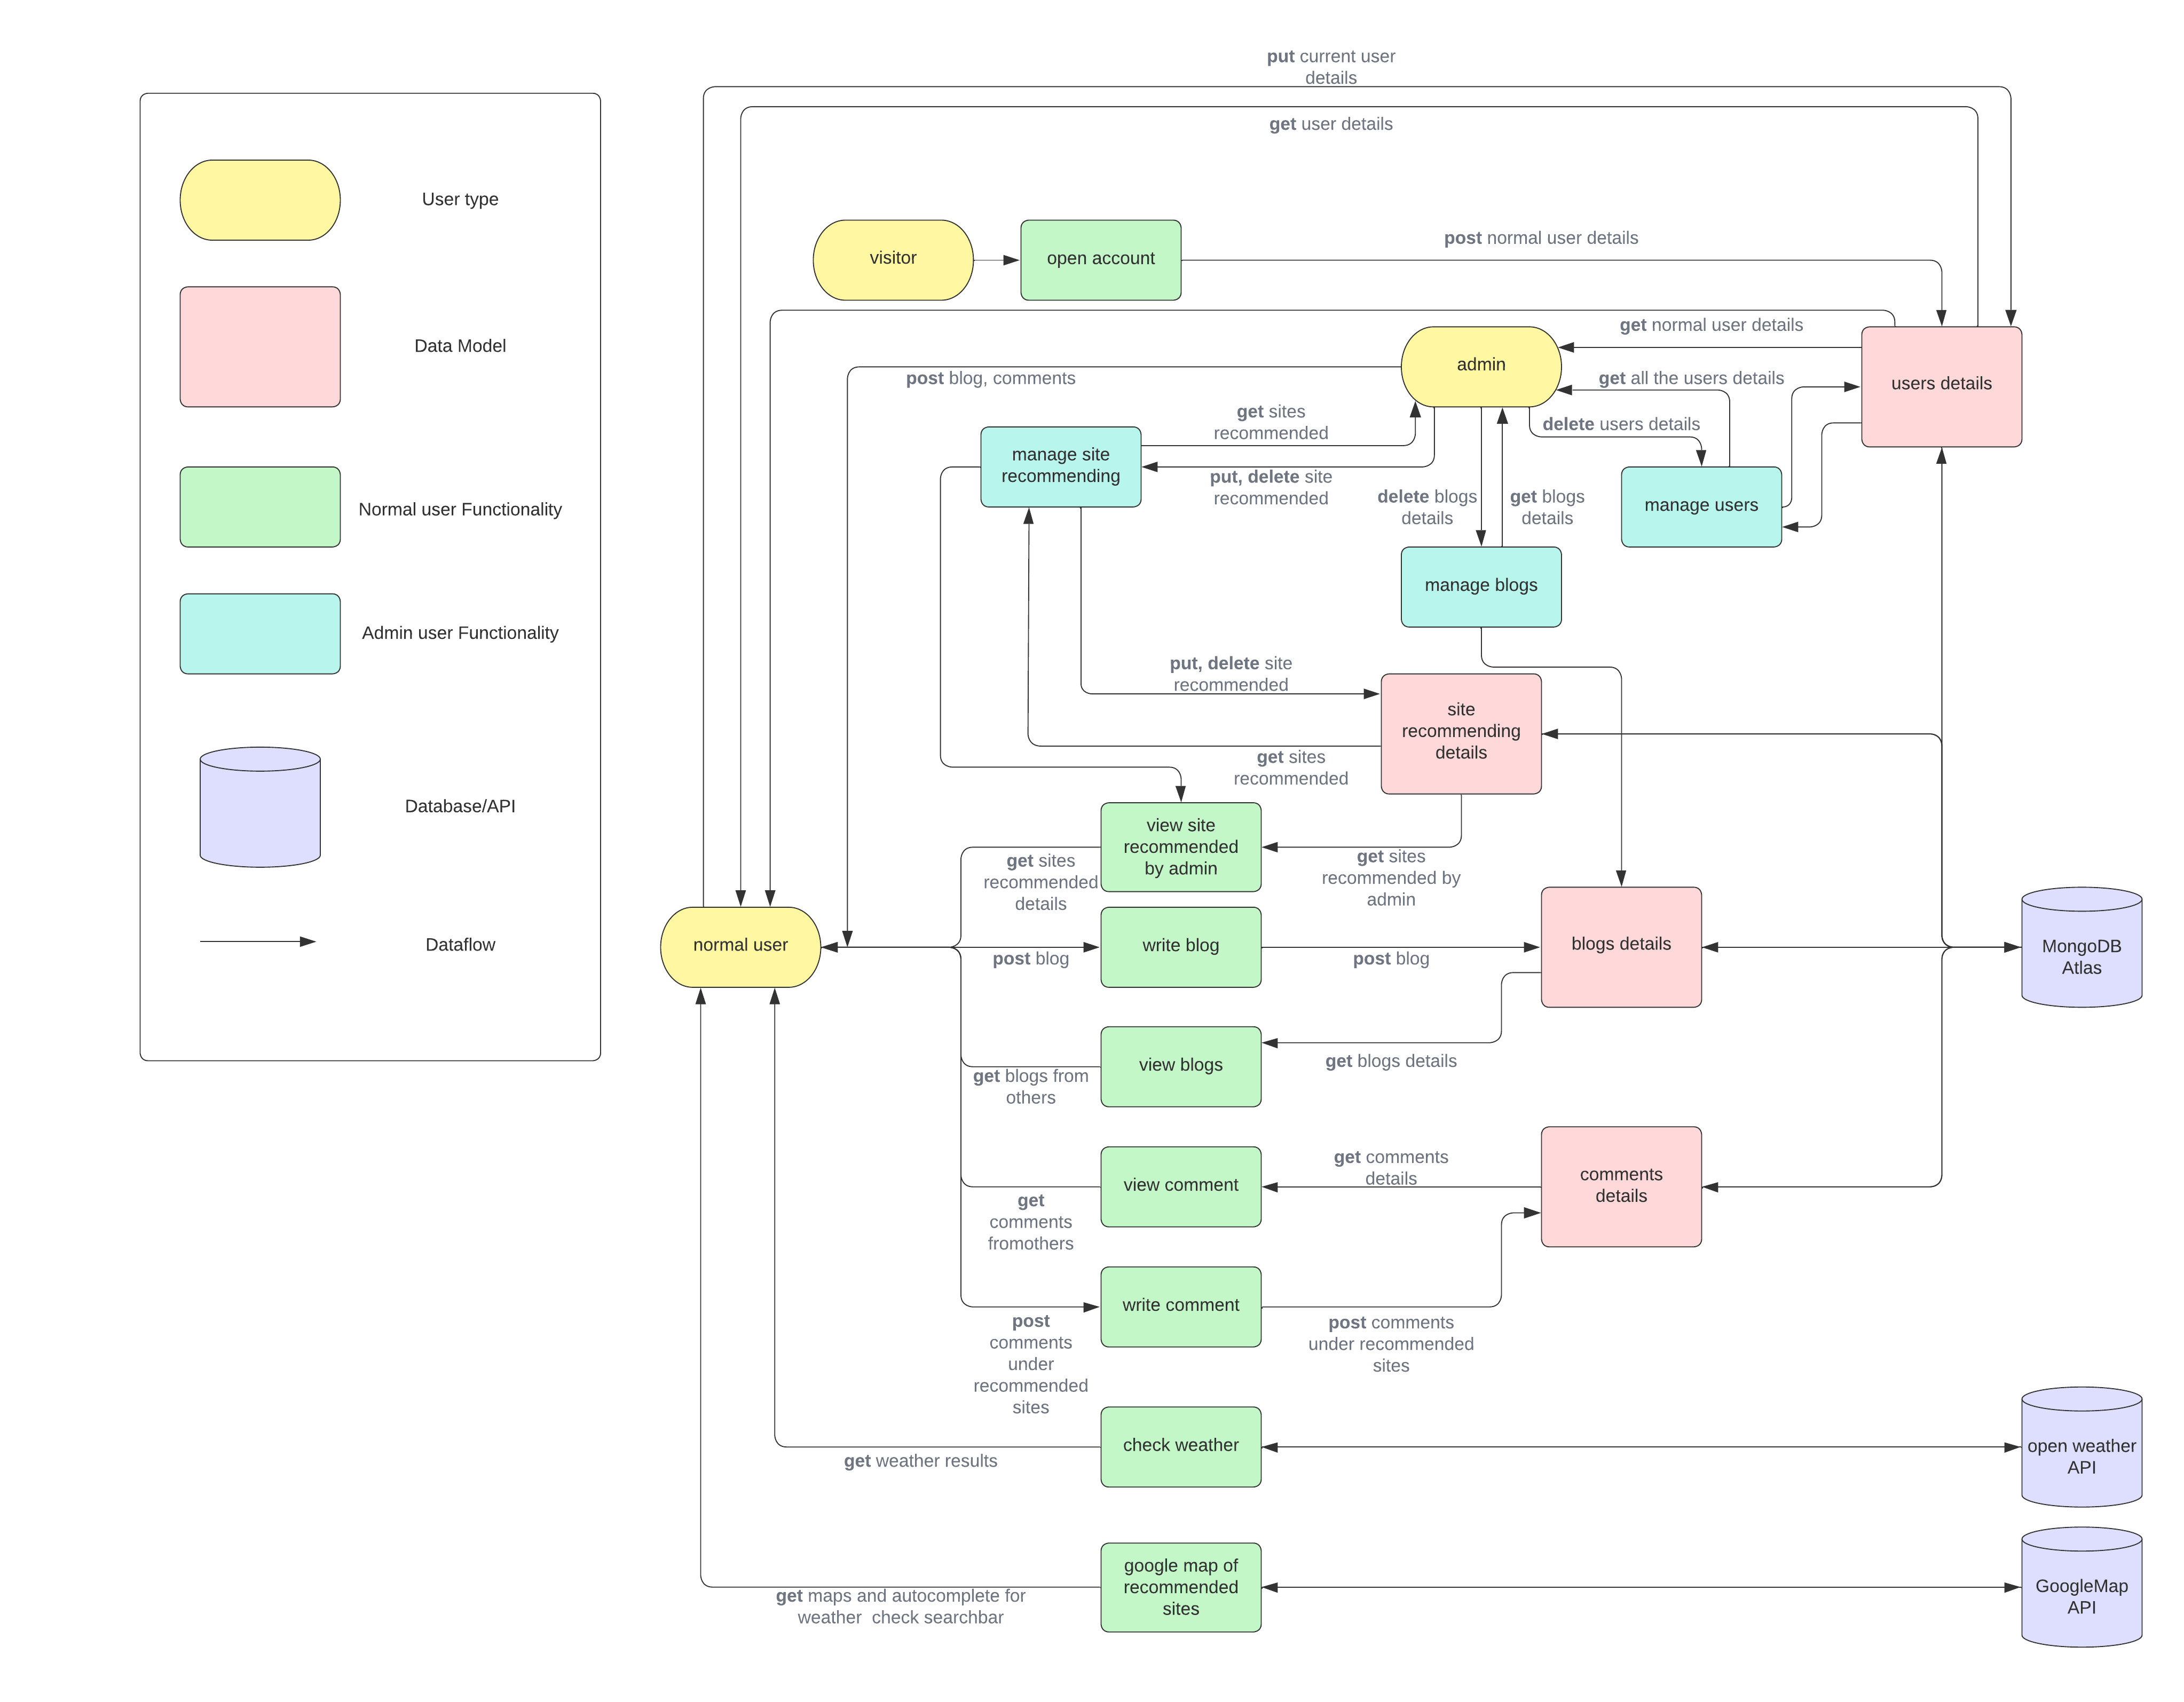 User type
Data Model
Normal user Functionality
Admin user Functionality
Database/API
Dataflow
put current user
details
get user details
visitor
open account
post normal user details
get normal user details
admin
users details
post blog, comments
get all the users details
get sites
recommended
delete users details
manage site
recommending
put, delete site
recommended
delete blogs
details
get blogs
details
manage users
manage blogs
put, delete site
recommended
site
recommending
details
get sites
recommended
view site
recommended
by admin
get sites
recommended
details
get sites
recommended by
admin
normal user
write blog
blogs details
MongoDB
Atlas
post blog
post blog
view blogs
get blogs from
others
get blogs details
view comment
get comments
details
comments
details
get
comments
fromothers
write comment
post
comments
under
recommended
sites
post comments
under recommended
sites
check weather
open weather
API
get weather results
google map of
recommended
sites
GoogleMap
API
get maps and autocomplete for
weather  check searchbar